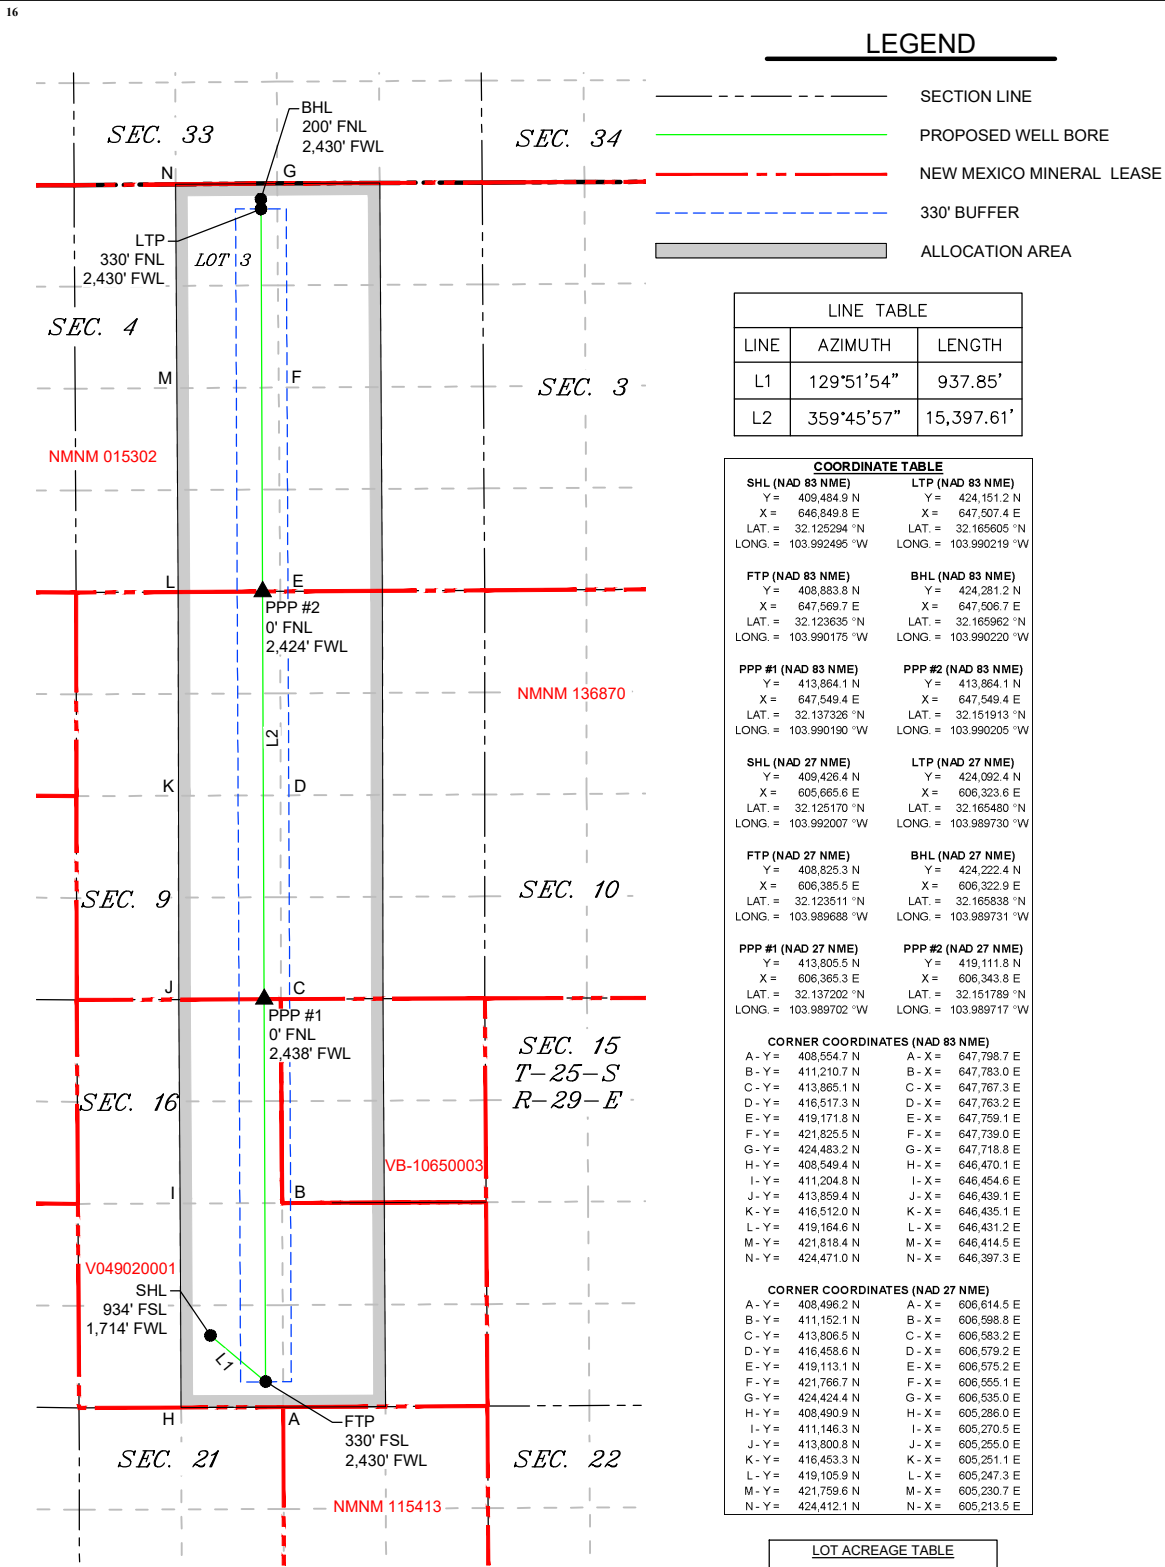 16
LEGEND
SECTION LINE
PROPOSED WELL BORE
NEW MEXICO MINERAL LEASE
330' BUFFER
ALLOCATION AREA
BHL
200' FNL
2,430' FWL
SEC. 33
SEC. 34
N
G
LTP
330' FNL
2,430' FWL
LOT 3
SEC. 4
M
F
SEC. 3
NMNM 015302
L
E
PPP #2
0' FNL
2,424' FWL
NMNM 136870
L2
K
D
SEC. 9
SEC. 10
J
C
PPP #1
0' FNL
2,438' FWL
SEC. 15
T-25-S
R-29-E
SEC. 16
VB-10650003
I
B
V049020001
SHL
934' FSL
1,714' FWL
L1
H
A
FTP
330' FSL
2,430' FWL
SEC. 21
SEC. 22
NMNM 115413
LINE TABLE
LINE AZIMUTH LENGTH
L1 129°51'54" 937.85'
L2 359°45'57" 15,397.61'
COORDINATE TABLE
SHL (NAD 83 NME) LTP (NAD 83 NME)
Y = 409,484.9 N Y = 424,151.2 N
X = 646,849.8 E X = 647,507.4 E
LAT. = 32.125294 °N LAT. = 32.165605 °N
LONG. = 103.992495 °W LONG. = 103.990219 °W
FTP (NAD 83 NME) BHL (NAD 83 NME)
Y = 408,883.8 N Y = 424,281.2 N
X = 647,569.7 E X = 647,506.7 E
LAT. = 32.123635 °N LAT. = 32.165962 °N
LONG. = 103.990175 °W LONG. = 103.990220 °W
PPP #1 (NAD 83 NME) PPP #2 (NAD 83 NME)
Y = 413,864.1 N Y = 413,864.1 N
X = 647,549.4 E X = 647,549.4 E
LAT. = 32.137326 °N LAT. = 32.151913 °N
LONG. = 103.990190 °W LONG. = 103.990205 °W
SHL (NAD 27 NME) LTP (NAD 27 NME)
Y = 409,426.4 N Y = 424,092.4 N
X = 605,665.6 E X = 606,323.6 E
LAT. = 32.125170 °N LAT. = 32.165480 °N
LONG. = 103.992007 °W LONG. = 103.989730 °W
FTP (NAD 27 NME) BHL (NAD 27 NME)
Y = 408,825.3 N Y = 424,222.4 N
X = 606,385.5 E X = 606,322.9 E
LAT. = 32.123511 °N LAT. = 32.165838 °N
LONG. = 103.989688 °W LONG. = 103.989731 °W
PPP #1 (NAD 27 NME) PPP #2 (NAD 27 NME)
Y = 413,805.5 N Y = 419,111.8 N
X = 606,365.3 E X = 606,343.8 E
LAT. = 32.137202 °N LAT. = 32.151789 °N
LONG. = 103.989702 °W LONG. = 103.989717 °W
CORNER COORDINATES (NAD 83 NME)
A - Y = 408,554.7 N A - X = 647,798.7 E
B - Y = 411,210.7 N B - X = 647,783.0 E
C - Y = 413,865.1 N C - X = 647,767.3 E
D - Y = 416,517.3 N D - X = 647,763.2 E
E - Y = 419,171.8 N E - X = 647,759.1 E
F - Y = 421,825.5 N F - X = 647,739.0 E
G - Y = 424,483.2 N G - X = 647,718.8 E
H - Y = 408,549.4 N H - X = 646,470.1 E
I - Y = 411,204.8 N I - X = 646,454.6 E
J - Y = 413,859.4 N J - X = 646,439.1 E
K - Y = 416,512.0 N K - X = 646,435.1 E
L - Y = 419,164.6 N L - X = 646,431.2 E
M - Y = 421,818.4 N M - X = 646,414.5 E
N - Y = 424,471.0 N N - X = 646,397.3 E
CORNER COORDINATES (NAD 27 NME)
A - Y = 408,496.2 N A - X = 606,614.5 E
B - Y = 411,152.1 N B - X = 606,598.8 E
C - Y = 413,806.5 N C - X = 606,583.2 E
D - Y = 416,458.6 N D - X = 606,579.2 E
E - Y = 419,113.1 N E - X = 606,575.2 E
F - Y = 421,766.7 N F - X = 606,555.1 E
G - Y = 424,424.4 N G - X = 606,535.0 E
H - Y = 408,490.9 N H - X = 605,286.0 E
I - Y = 411,146.3 N I - X = 605,270.5 E
J - Y = 413,800.8 N J - X = 605,255.0 E
K - Y = 416,453.3 N K - X = 605,251.1 E
L - Y = 419,105.9 N L - X = 605,247.3 E
M - Y = 421,759.6 N M - X = 605,230.7 E
N - Y = 424,412.1 N N - X = 605,213.5 E
LOT ACREAGE TABLE